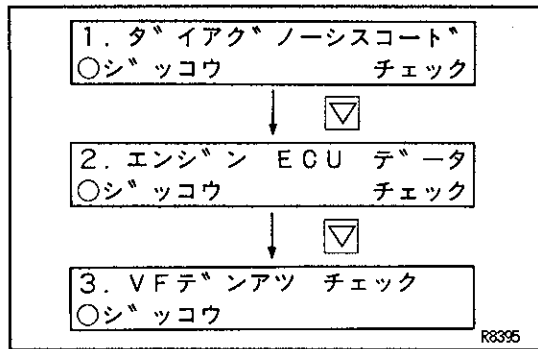 1．ダイアグノーシスコード
○ジッコウ チェック
▽
2．エンジン ECU データ
○ジッコウ チェック
▽
3．VFデンアツ チェック
○ジッコウ
R8395